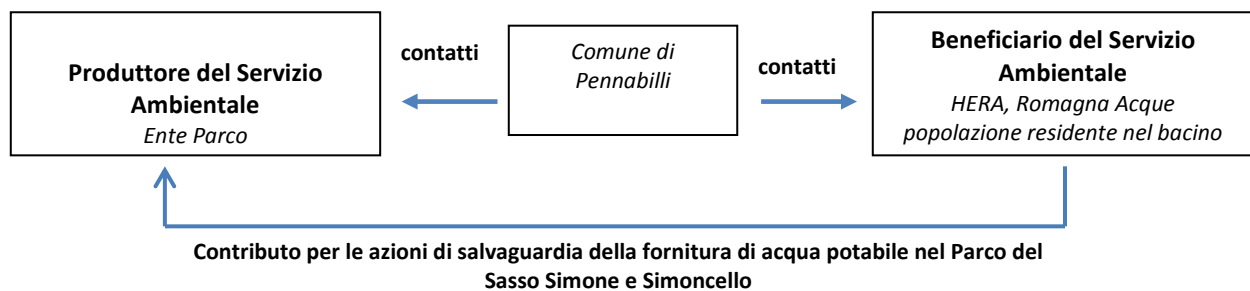 Produttore del Servizio
Ambientale
Ente Parco
contatti
Comune di
Pennabilli
contatti
Beneficiario del Servizio
Ambientale
HERA, Romagna Acque
popolazione residente nel bacino
Contributo per le azioni di salvaguardia della fornitura di acqua potabile nel Parco del
Sasso Simone e Simoncello